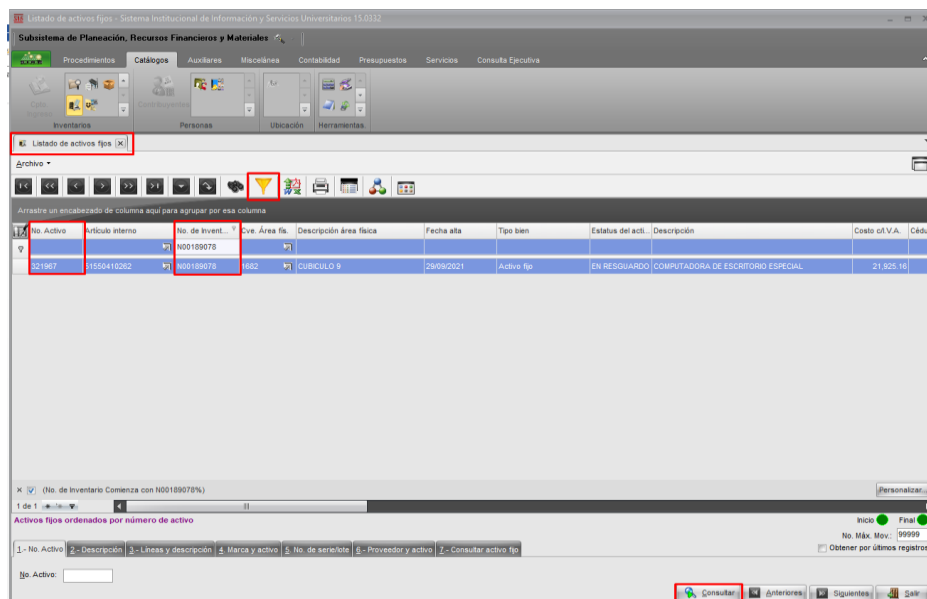 Listado de activos fijos - Sistema Institucional de Información y Servicios Universitarios 15.0332
Subsistema de Planeación, Recursos Financieros y Materiales
Procedimientos Catálogos Auxiliares Miscelánea Contabilidad Presupuestos Servicios Consulta Ejecutiva
Inventarios Personas Ubicación Herramientas.
Listado de activos fijos
Archivo
Arrastre un encabezado de columna aquí para agrupar por esa columna
No. Activo Artículo interno No. de Invent... Cve. Área fís. Descripción área física Fecha alta Tipo bien Estatus del acti... Descripción Costo c/I.V.A. Cédu
N00189078
321967 51550410262 N00189078 1682 CUBICULO 9 29/09/2021 Activo fijo EN RESGUARDO COMPUTADORA DE ESCRITORIO ESPECIAL 21,925.16
(No. de Inventario Comienza con N00189078%) Personalizar...
1 de 1
Activos fijos ordenados por número de activo Inicio Final
No. Máx. Mov.: 99999
1.- No. Activo 2.- Descripción 3.- Líneas y descripción 4. Marca y activo 5. No. de serie/lote 6.- Proveedor y activo 7.- Consultar activo fijo Obtener por últimos registros
No. Activo:
Consultar Anteriores Siguientes Salir